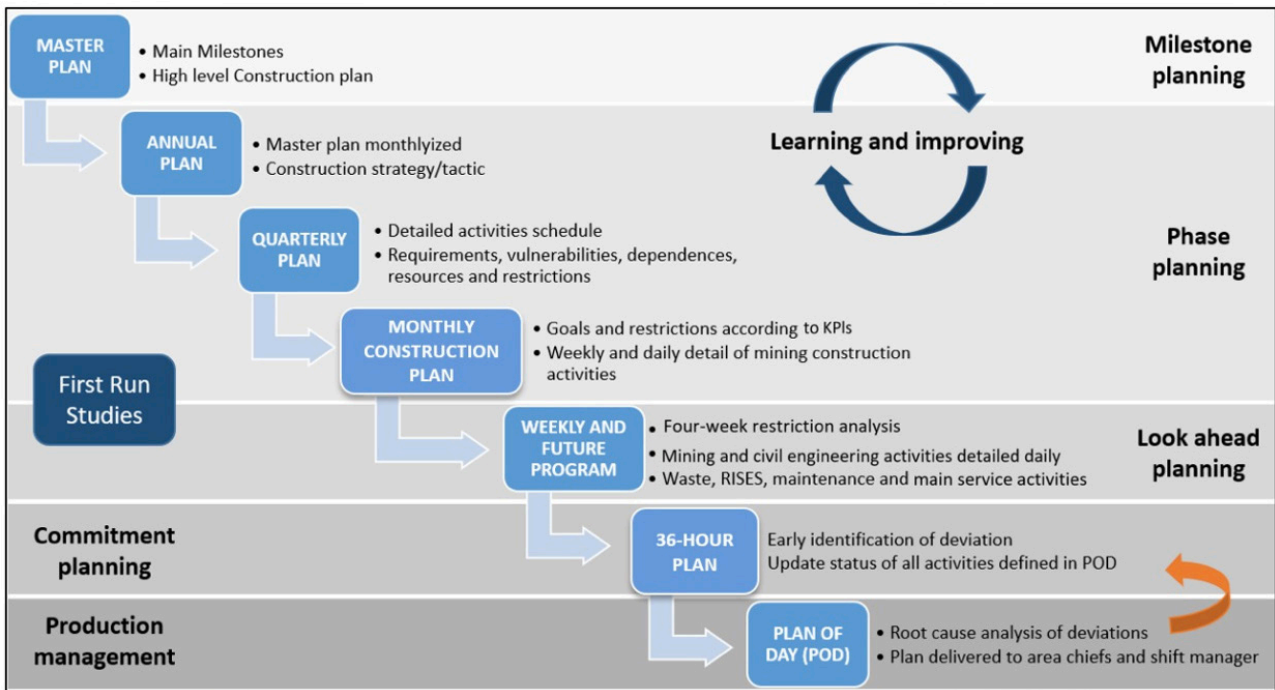 MASTER
PLAN
• Main Milestones
• High level Construction plan
Milestone
planning
Learning and improving
ANNUAL
PLAN
• Master plan monthlyized
• Construction strategy/tactic
QUARTERLY
PLAN
• Detailed activities schedule
• Requirements, vulnerabilities, dependences,
resources and restrictions
Phase
planning
MONTHLY
CONSTRUCTION
PLAN
• Goals and restrictions according to KPIs
• Weekly and daily detail of mining construction
activities
First Run
Studies
WEEKLY AND
FUTURE
PROGRAM
• Four-week restriction analysis
• Mining and civil engineering activities detailed daily
• Waste, RISES, maintenance and main service activities
Look ahead
planning
Commitment
planning
36-HOUR
PLAN
Early identification of deviation
Update status of all activities defined in POD
Production
management
PLAN OF
DAY (POD)
• Root cause analysis of deviations
• Plan delivered to area chiefs and shift manager